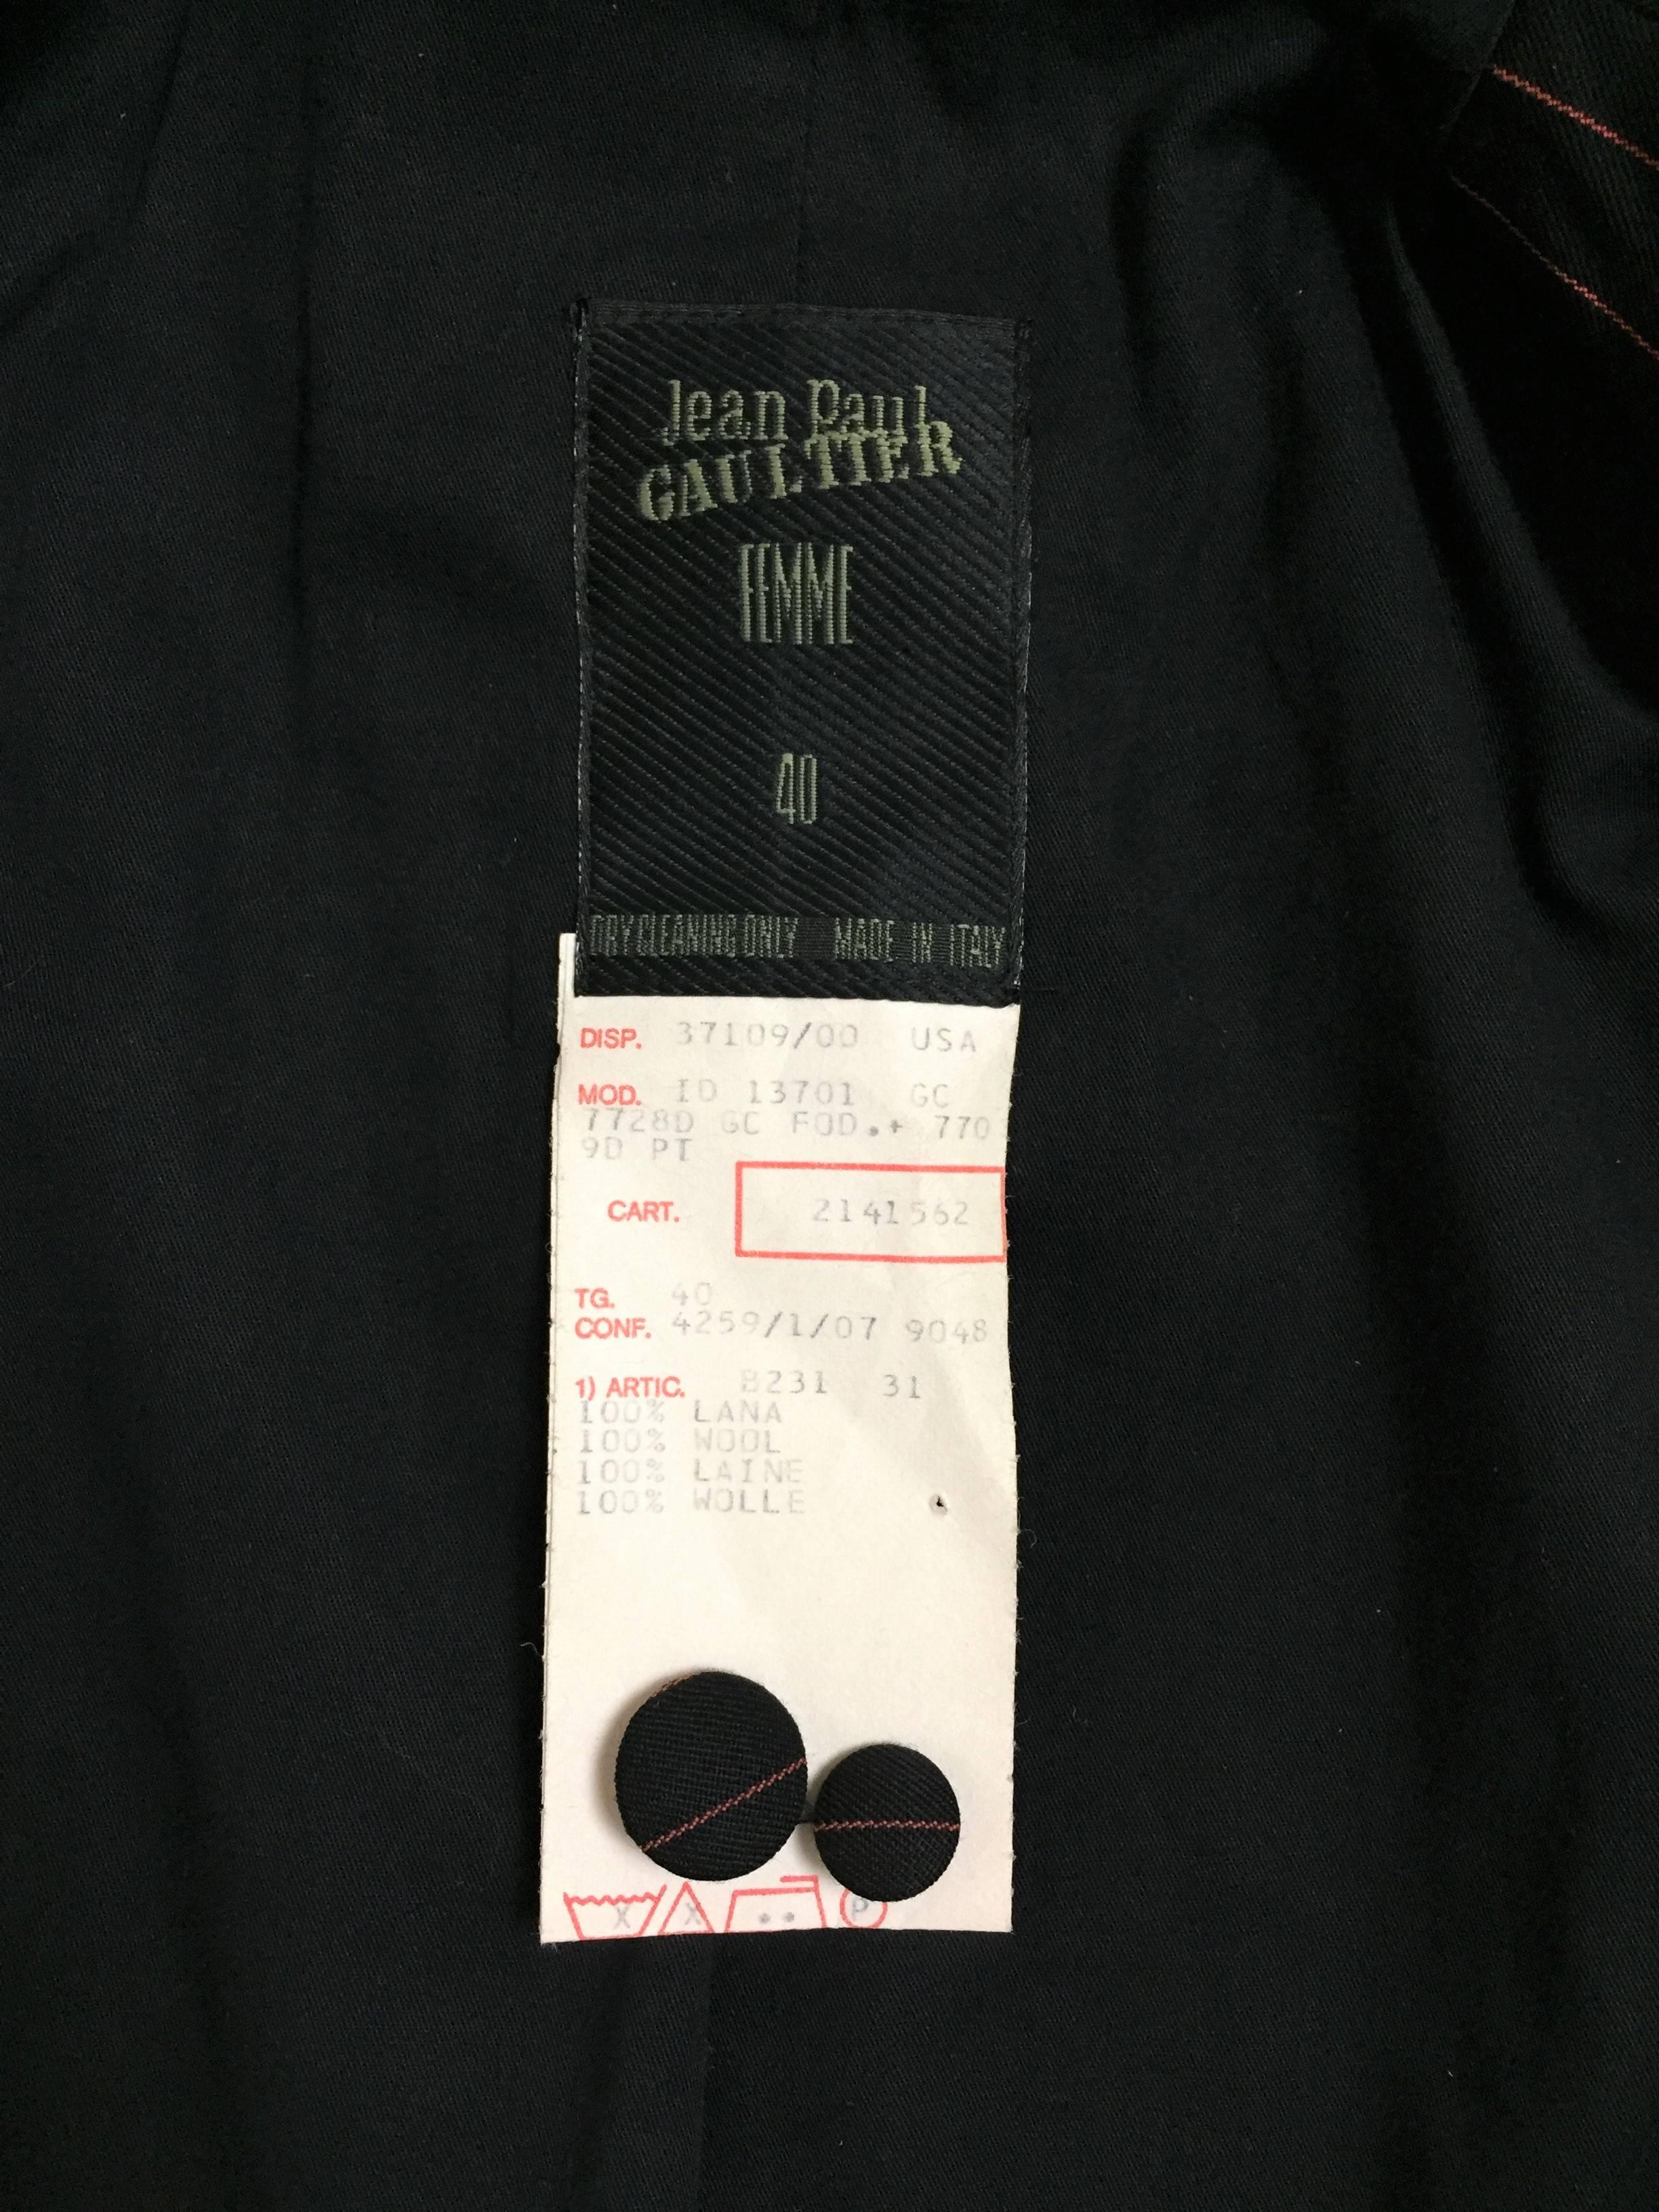 Jean Paul
GAULTIER
FEMME
40
DRY CLEANING ONLY MADE IN ITALY
DISP. 37109/00 USA
MOD. ID 13701 GC
7728D GC FOD.+ 770
9D PT
CART. 2141562
TG. 40
CONF. 4259/1/07 9048
1) ARTIC. B231 31
100% LANA
100% WOOL
100% LAINE
100% WOLLE
X X P